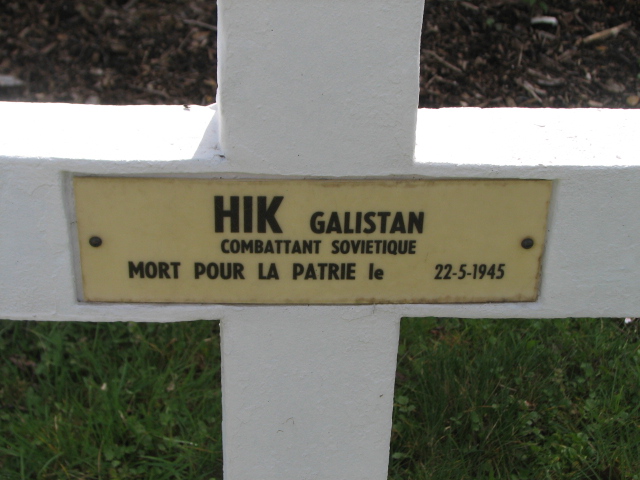 HIK GALISTAN
COMBATTANT SOVIETIQUE
MORT POUR LA PATRIE le 22-5-1945